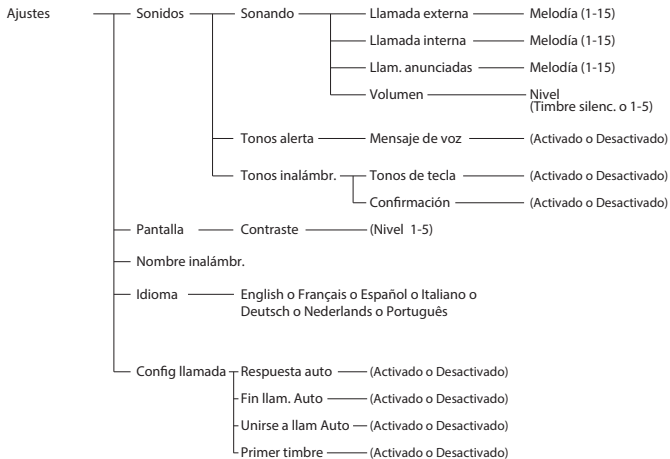 Ajustes Sonidos Sonando Llamada externa Melodía (1-15)
Llamada interna Melodía (1-15)
Llam. anunciadas Melodía (1-15)
Volumen Nivel
(Timbre silenc. o 1-5)
Tonos alerta Mensaje de voz (Activado o Desactivado)
Tonos inalámbr. Tonos de tecla (Activado o Desactivado)
Confirmación (Activado o Desactivado)
Pantalla Contraste (Nivel 1-5)
Nombre inalámbr.
Idioma English o Français o Español o Italiano o
Deutsch o Nederlands o Português
Config llamada Respuesta auto (Activado o Desactivado)
Fin llam. Auto (Activado o Desactivado)
Unirse a llam Auto (Activado o Desactivado)
Primer timbre (Activado o Desactivado)